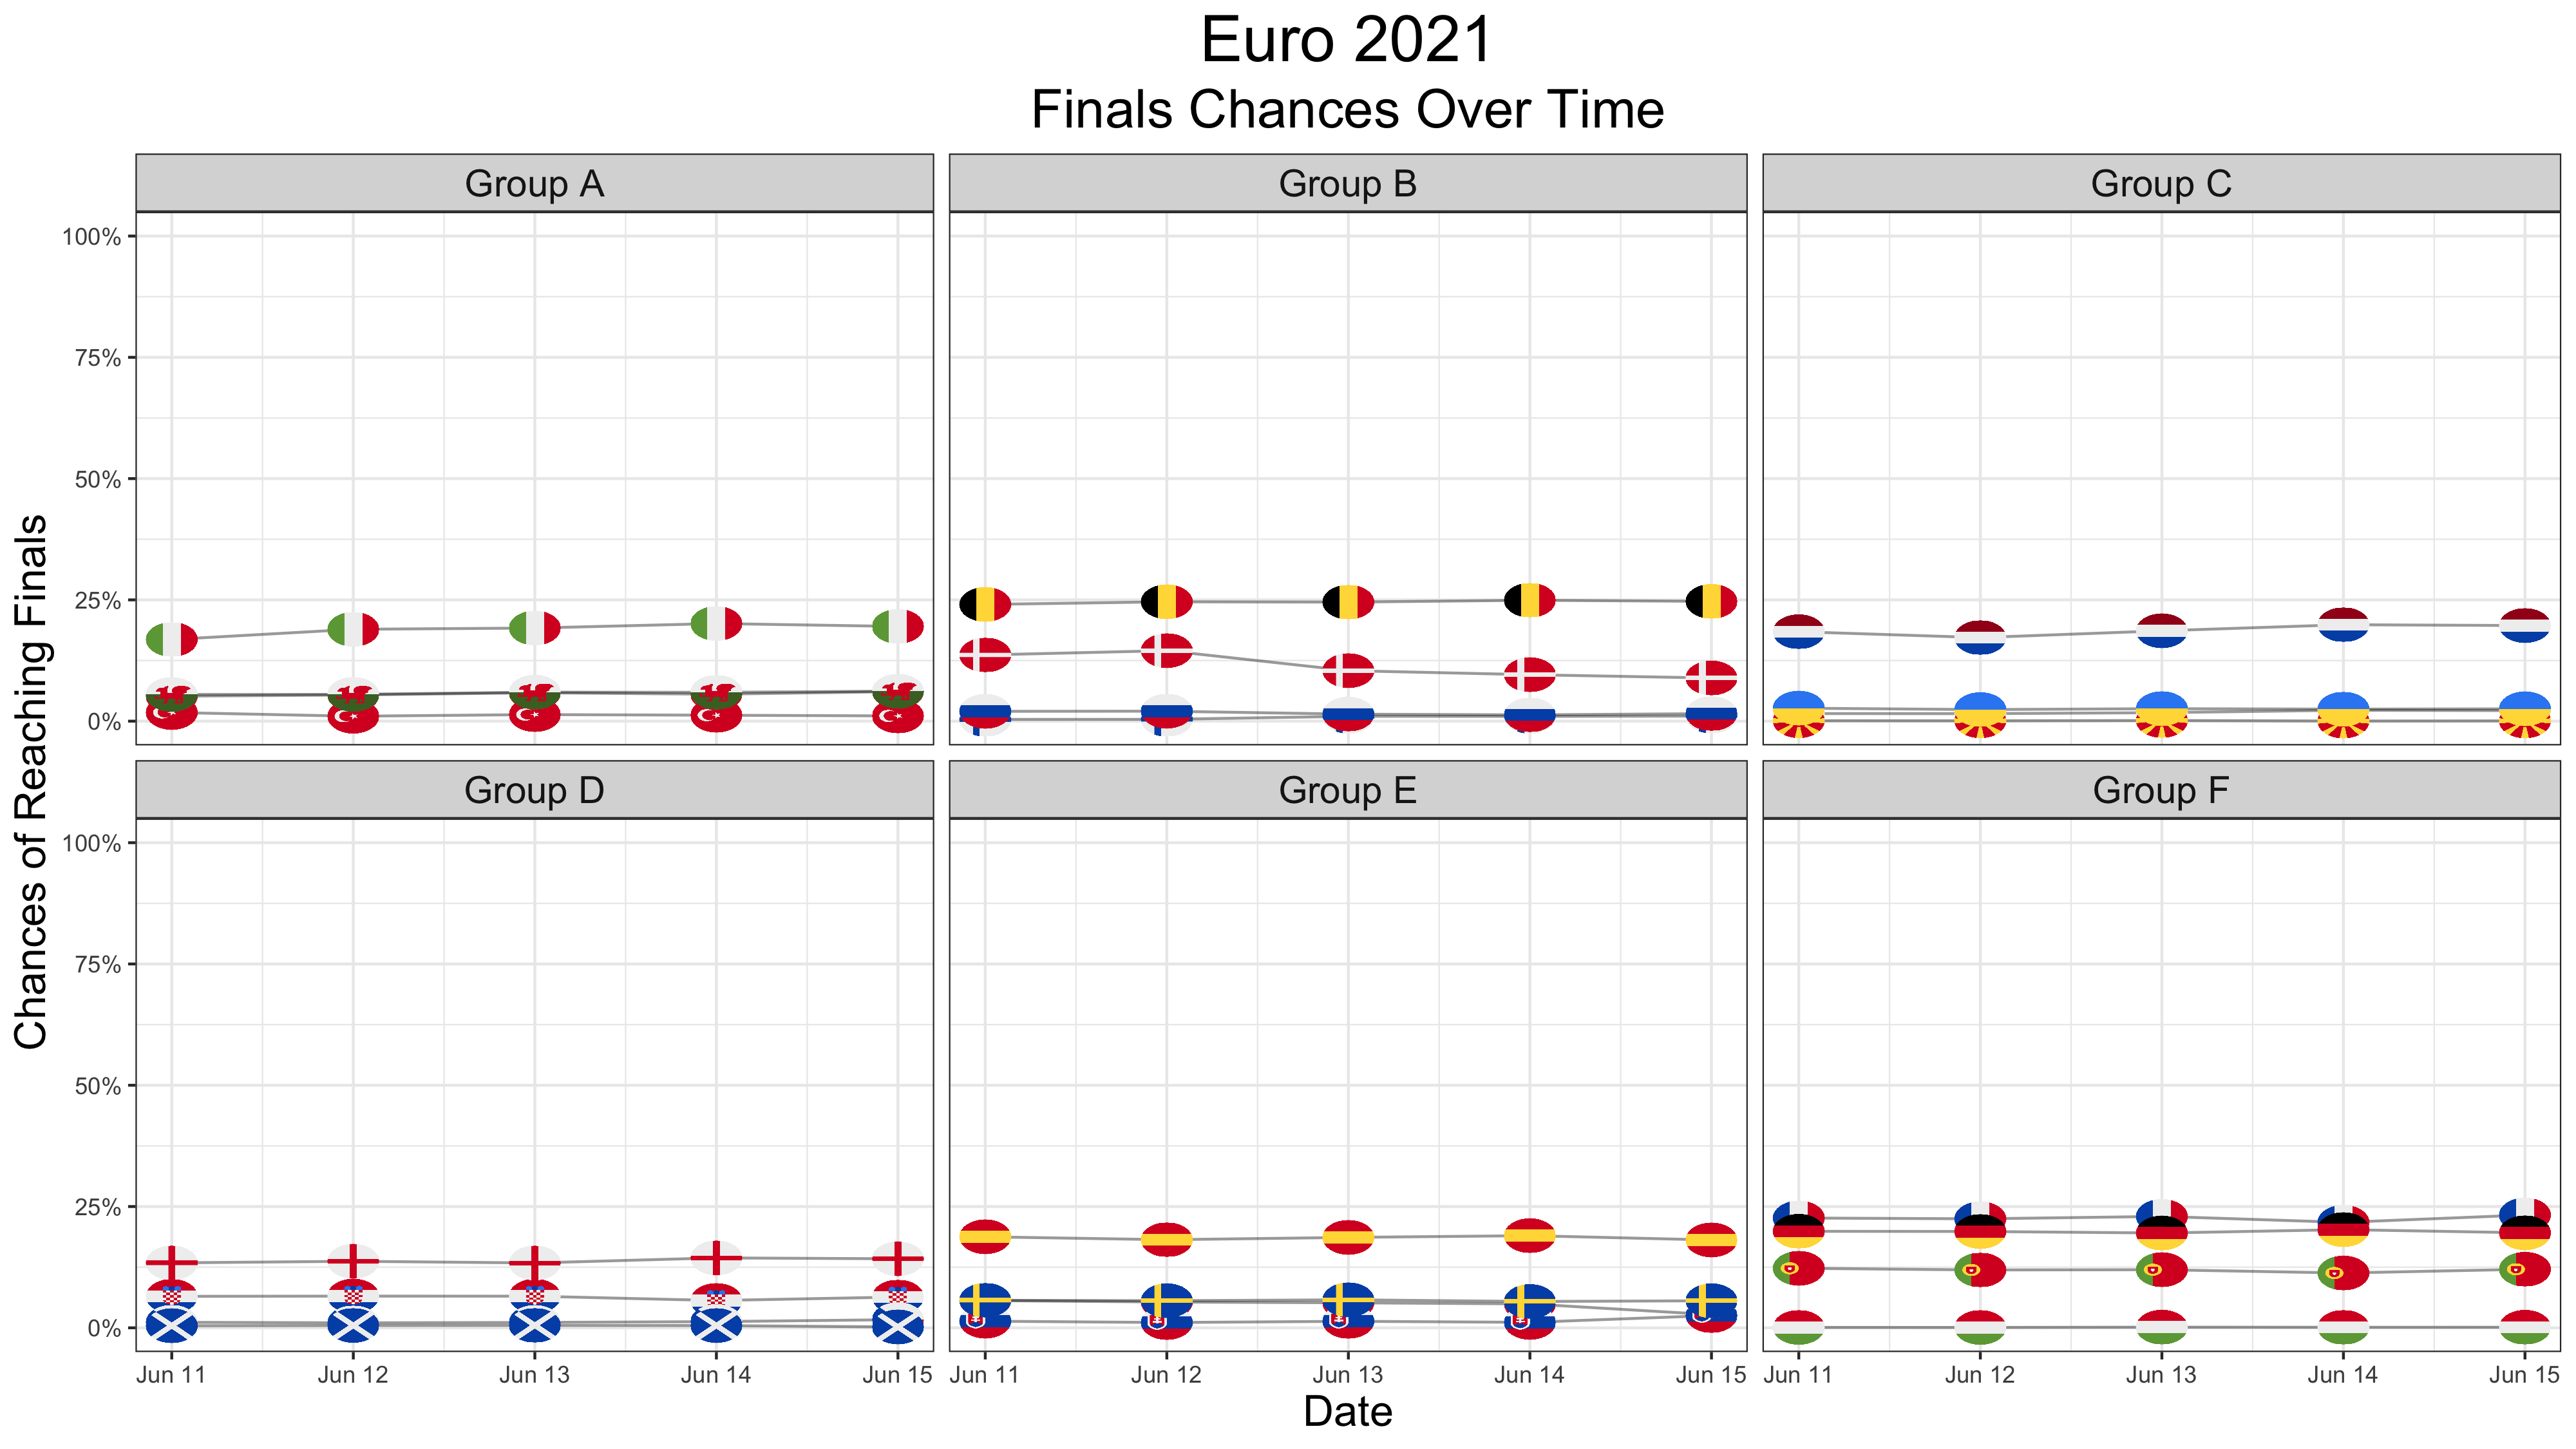 Euro 2021
Finals Chances Over Time
Group A
Group B
Group C
100%
75%
50%
25%
0%
Group D
Group E
Group F
100%
75%
50%
25%
0%
Chances of Reaching Finals
Jun 11 Jun 12 Jun 13 Jun 14 Jun 15
Jun 11 Jun 12 Jun 13 Jun 14 Jun 15
Jun 11 Jun 12 Jun 13 Jun 14 Jun 15
Date